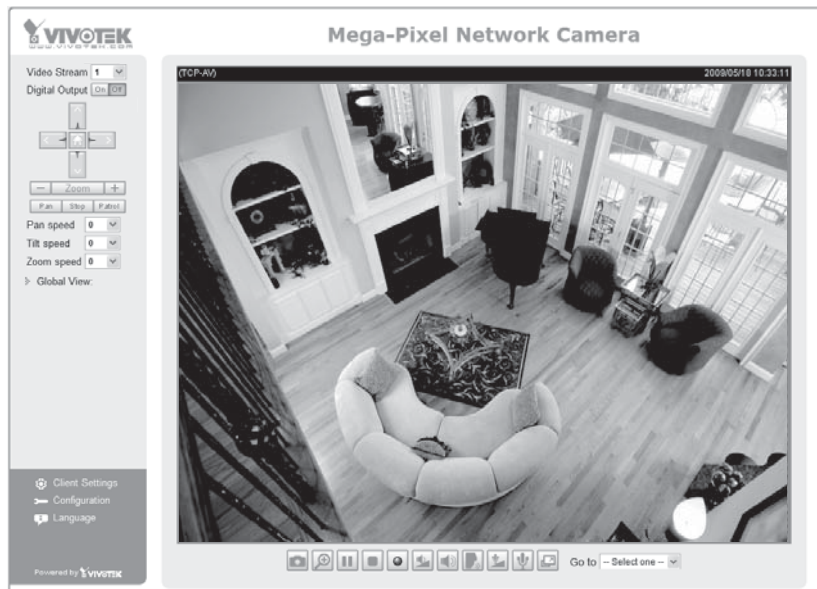 VIVOTEK
WWW.VIVOTEK.COM
Mega-Pixel Network Camera
Video Stream 1
Digital Output On Off
(TCP-AV) 2009/05/18 10:33:11
− Zoom +
Pan Stop Patrol
Pan speed 0
Tilt speed 0
Zoom speed 0
Global View:
Client Settings
Configuration
Language
Powered by VIVOTEK
Go to -- Select one --